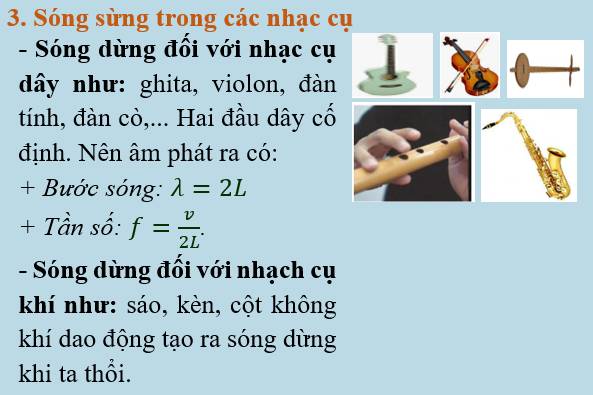 3. Sóng sừng trong các nhạc cụ
- Sóng dừng đối với nhạc cụ
dây như: ghita, violon, đàn
tính, đàn cò,... Hai đầu dây cố
định. Nên âm phát ra có:
+ Bước sóng: λ = 2L
+ Tần số: f = v/2L.
- Sóng dừng đối với nhạch cụ
khí như: sáo, kèn, cột không
khí dao động tạo ra sóng dừng
khi ta thổi.